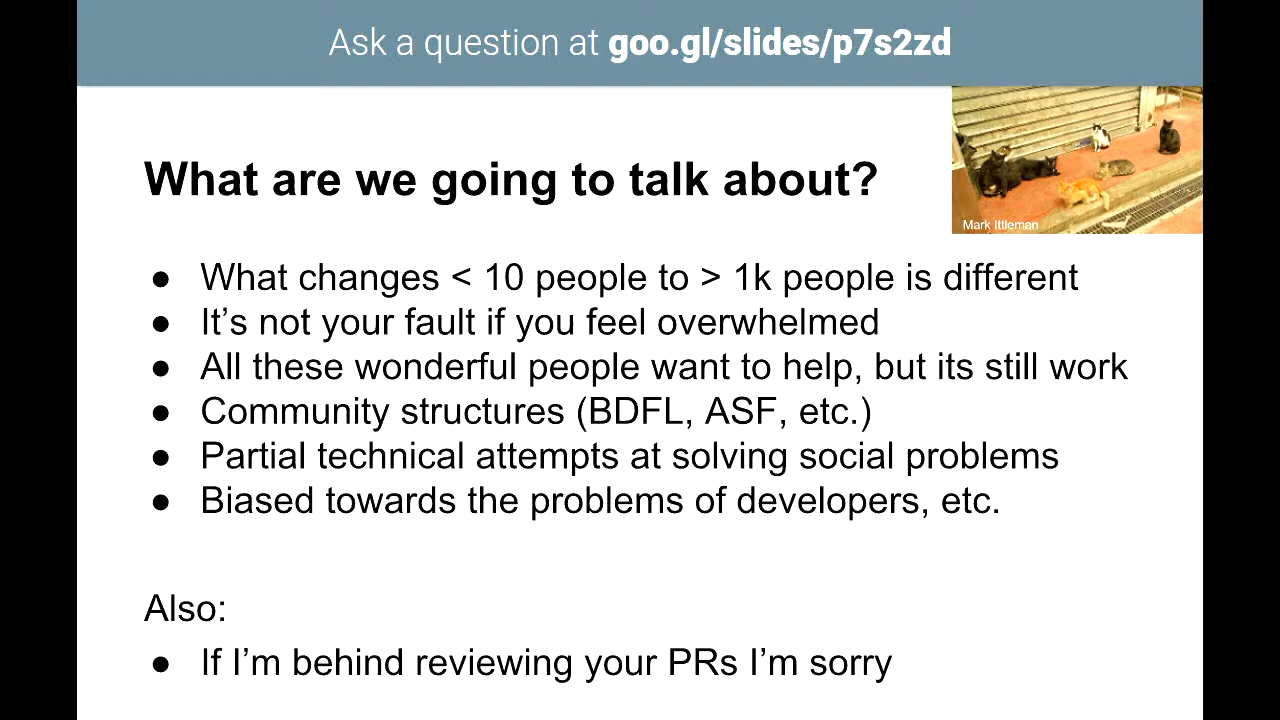 Ask a question at goo.gl/slides/p7s2zd
What are we going to talk about?
Mark Ittleman
● What changes < 10 people to > 1k people is different
● It’s not your fault if you feel overwhelmed
● All these wonderful people want to help, but its still work
● Community structures (BDFL, ASF, etc.)
● Partial technical attempts at solving social problems
● Biased towards the problems of developers, etc.
Also:
● If I’m behind reviewing your PRs I’m sorry